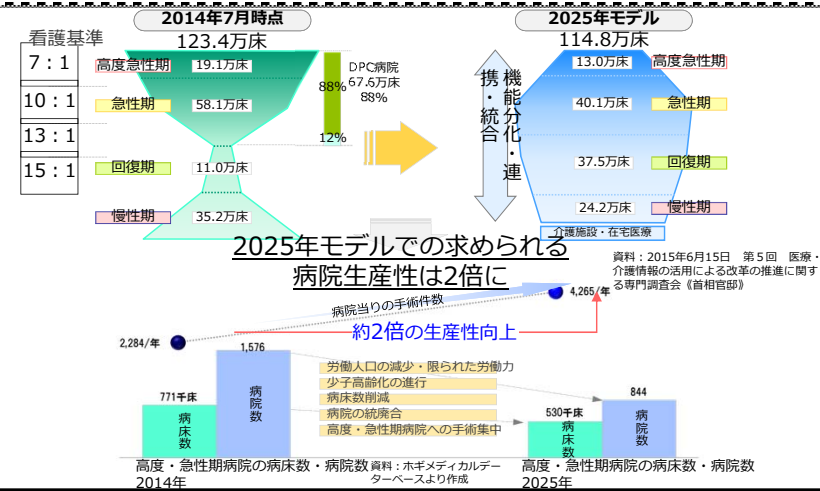 2014年7月時点
123.4万床
看護基準
7：1
10：1
13：1
15：1
高度急性期
19.1万床
急性期
58.1万床
回復期
11.0万床
慢性期
35.2万床
88%
12%
DPC病院
67.6万床
88%
2025年モデル
114.8万床
機能分化・連
携・統合
13.0万床
高度急性期
40.1万床
急性期
37.5万床
回復期
24.2万床
慢性期
介護施設・在宅医療
資料：2015年6月15日　第５回　医療・
介護情報の活用による改革の推進に関す
る専門調査会《首相官邸》
2025年モデルでの求められる
病院生産性は2倍に
病院当りの手術件数
2,284/年
4,265/年
約2倍の生産性向上
771千床
病床数
1,576
病院数
労働人口の減少・限られた労働力
少子高齢化の進行
病床数削減
病院の統廃合
高度・急性期病院への手術集中
530千床
病床数
844
病院数
高度・急性期病院の病床数・病院数
2014年
資料：ホギメディカルデー
ターベースより作成
高度・急性期病院の病床数・病院数
2025年